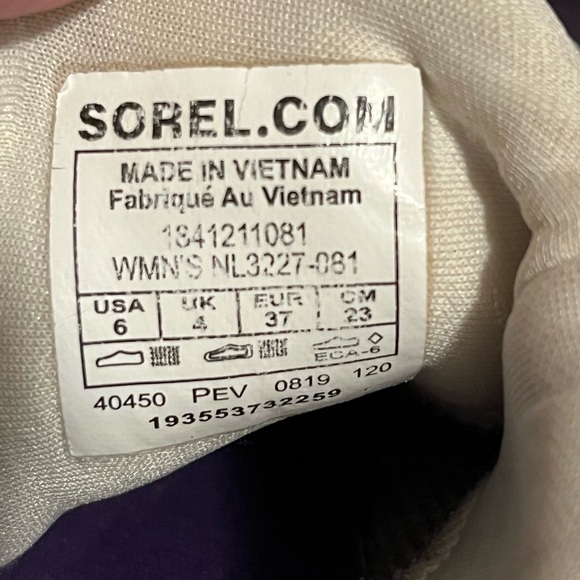 SOREL.COM
MADE IN VIETNAM
Fabriqué Au Vietnam
1841211081
WMN'S NL3227-081
USA UK EUR CM
6 4 37 23
ECA-6
40450 PEV 0819 120
193553732259